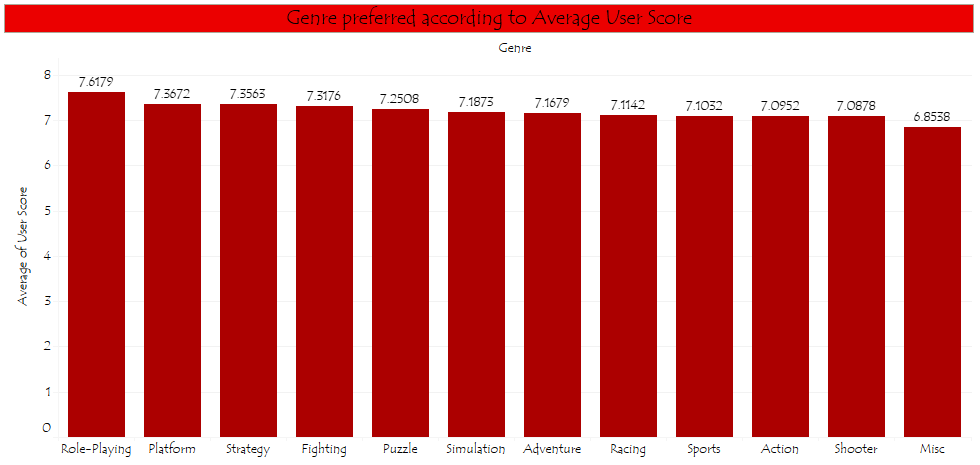 Genre preferred according to Average User Score
Genre
8
7
6
5
4
3
2
1
0
Average of User Score
7.6179 7.3672 7.3563 7.3176 7.2508 7.1873 7.1679 7.1142 7.1032 7.0952 7.0878 6.8538
Role-Playing Platform Strategy Fighting Puzzle Simulation Adventure Racing Sports Action Shooter Misc